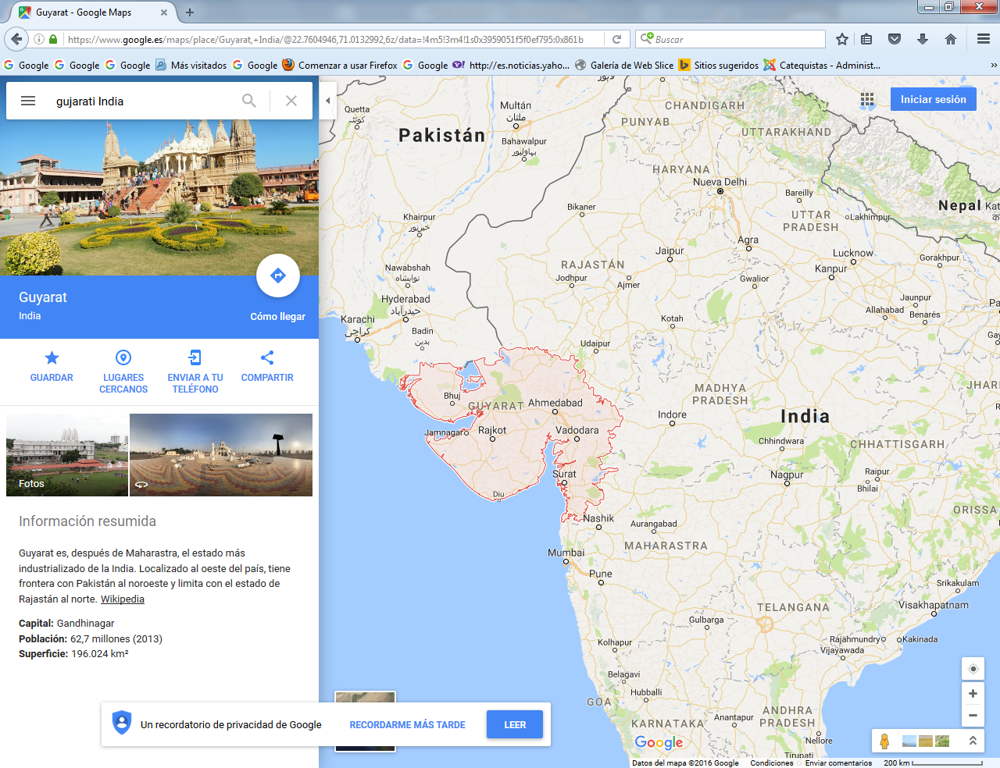 Guyarat - Google Maps
https://www.google.es/maps/place/Guyarat,+India/@22.7604946,71.0132992,6z/data=!4m5!3m4!1s0x3959051f5f0ef795:0x861b
Buscar
Google
Google
Google
Más visitados
Google
Comenzar a usar Firefox
Google
http://es.noticias.yaho...
Galería de Web Slice
Sitios sugeridos
Catequistas - Administ...
gujarati India
Iniciar sesión
Guyarat
India
Cómo llegar
GUARDAR
LUGARES CERCANOS
ENVIAR A TU TELÉFONO
COMPARTIR
Fotos
Información resumida
Guyarat es, después de Maharastra, el estado más
industrializado de la India. Localizado al oeste del país, tiene
frontera con Pakistán al noroeste y limita con el estado de
Rajastán al norte. Wikipedia
Capital: Gandhinagar
Población: 62,7 millones (2013)
Superficie: 196.024 km²
Un recordatorio de privacidad de Google
RECORDARME MÁS TARDE
LEER
Quetta
كوئٹہ
Multán
ملتان
Pakistán
Bahawalpur
بہاولپور
CHANDIGARH
PUNYAB
UTTARAKHAND
HARYANA
Nueva Delhi
Bareilly
Nepal
Kat
Bikaner
Khairpur
خیرپور
UTTAR PRADESH
Lakhimpur
Agra
Jaipur
Lucknow
Gorakhpur
RAJASTÁN
Nawabshah
نوابشاه
Jodhpur
Ajmer
Gwalior
Kanpur
Hyderabad
حیدرآباد
Jaunpur
Allahabad
Benarés
Pa
Karachi
کراچی
Kotah
Badin
بدین
Udaipur
Gay
MADHYA PRADESH
JHARI
Bhuj
GUYARAT
Ahmedabad
Indore
India
Jamnagar
Rajkot
Vadodara
Chhindwara
CHHATTISGARH
Surat
Nagpur
Raipur
Bhilai
Diu
ORISSA
Nashik
Aurangabad
MAHARASTRA
Mumbai
Pune
Srikakulam
TELANGANA
Visakhapatnam
Gulbarga
Kolhapur
Rajahmundry
Kakinada
Vijayawada
Belagavi
Hubballi
GOA
ANDHRA PRADESH
KARNATAKA
Anantapur
Nellore
Tirupati
Google
Datos del mapa ©2016 Google
Condiciones
Enviar comentarios
200 km